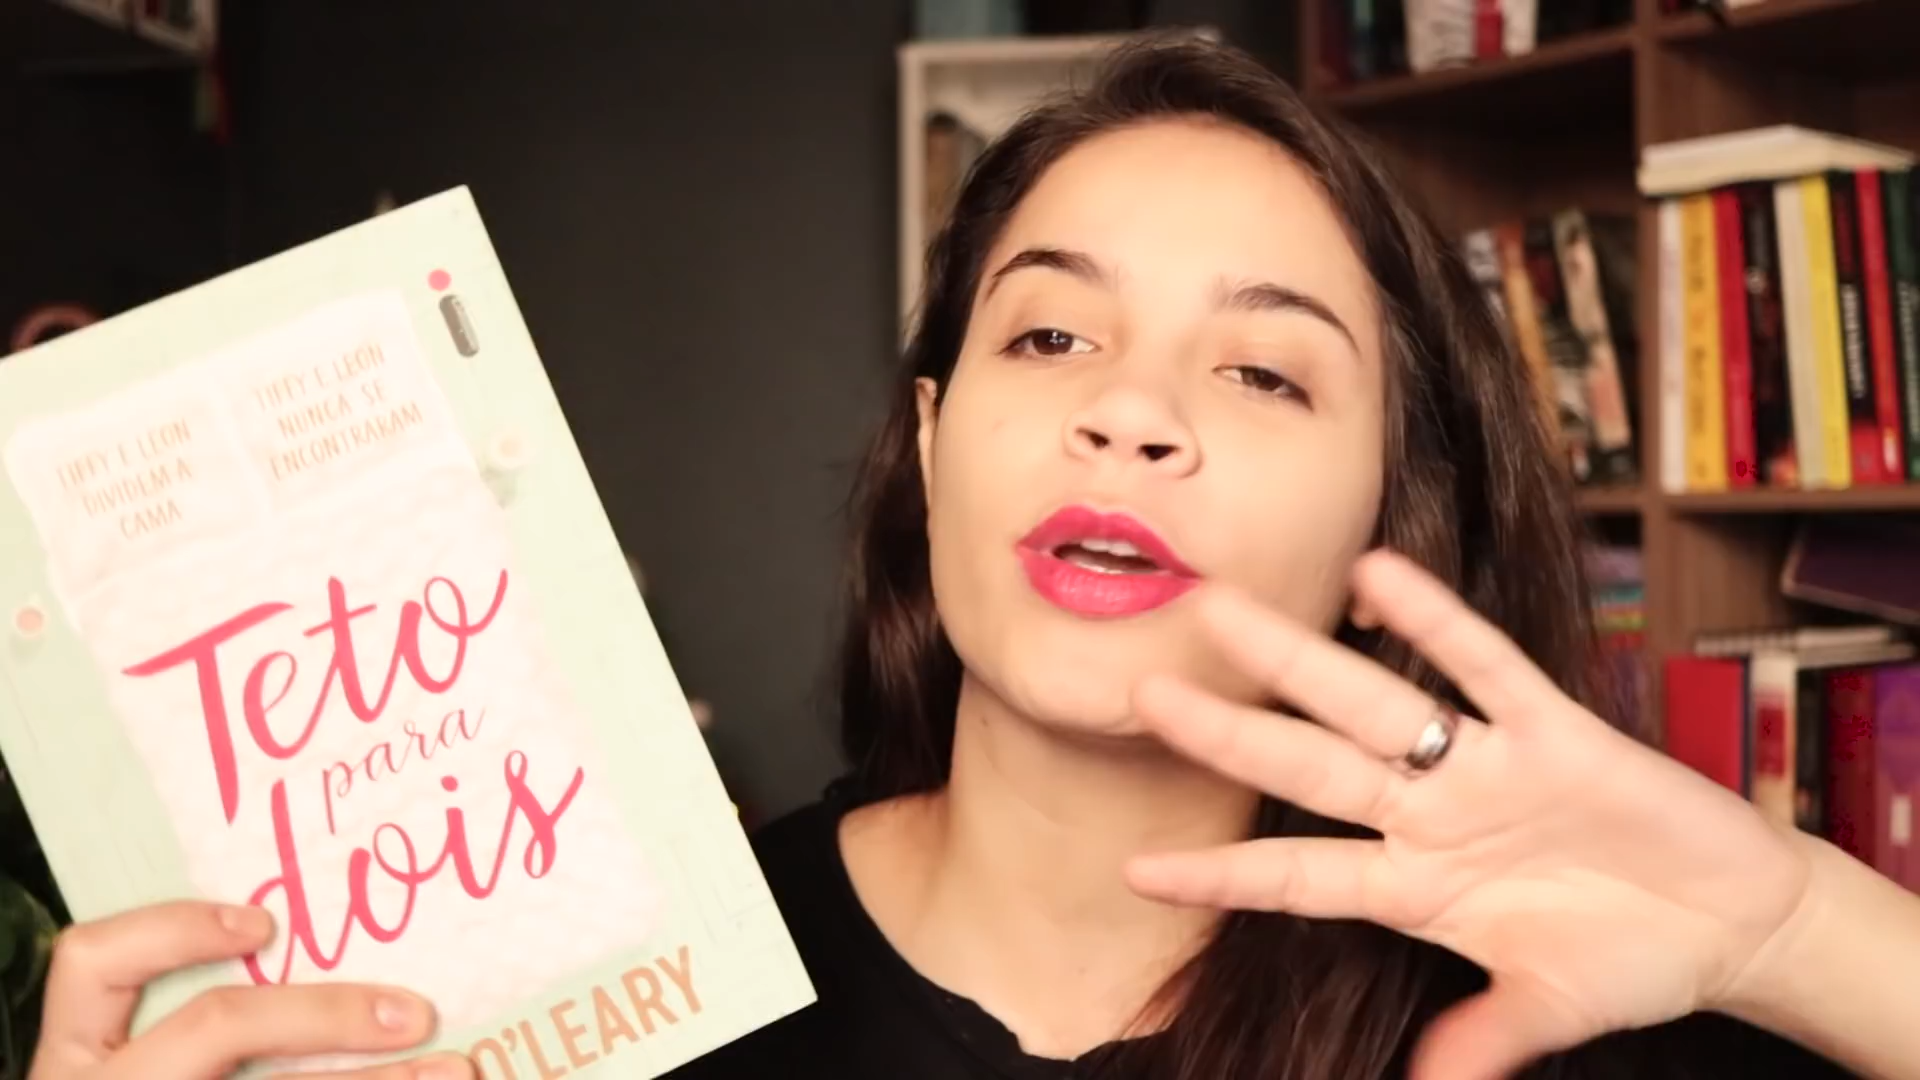 TIFFY E LEON
DIVIDEM A
CAMA
TIFFY E LEON
NUNCA SE
ENCONTRARAM
Teto
para
dois
O'LEARY